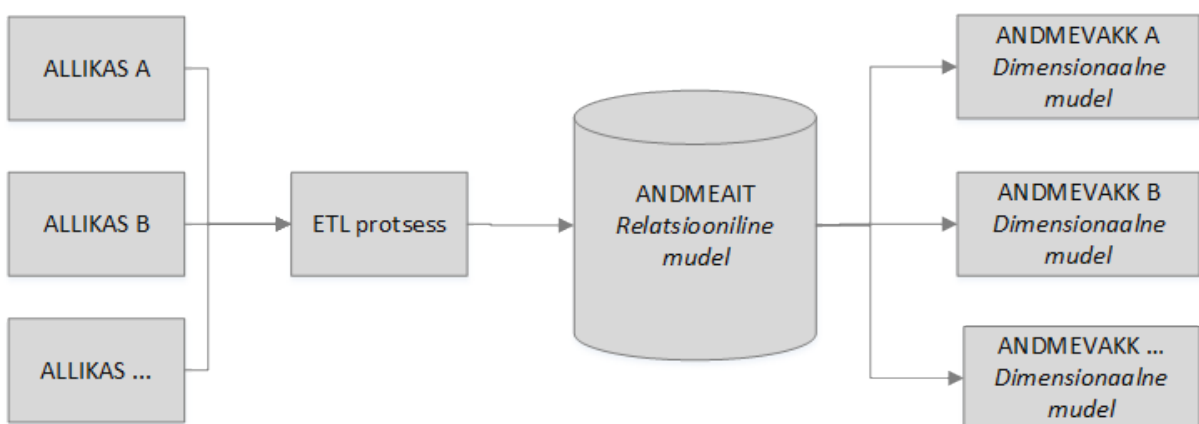 ALLIKAS A
ALLIKAS B
ALLIKAS ...
ETL protsess
ANDMEAIT
Relatsiooniline
mudel
ANDMEVAKK A
Dimensionaalne
mudel
ANDMEVAKK B
Dimensionaalne
mudel
ANDMEVAKK ...
Dimensionaalne
mudel